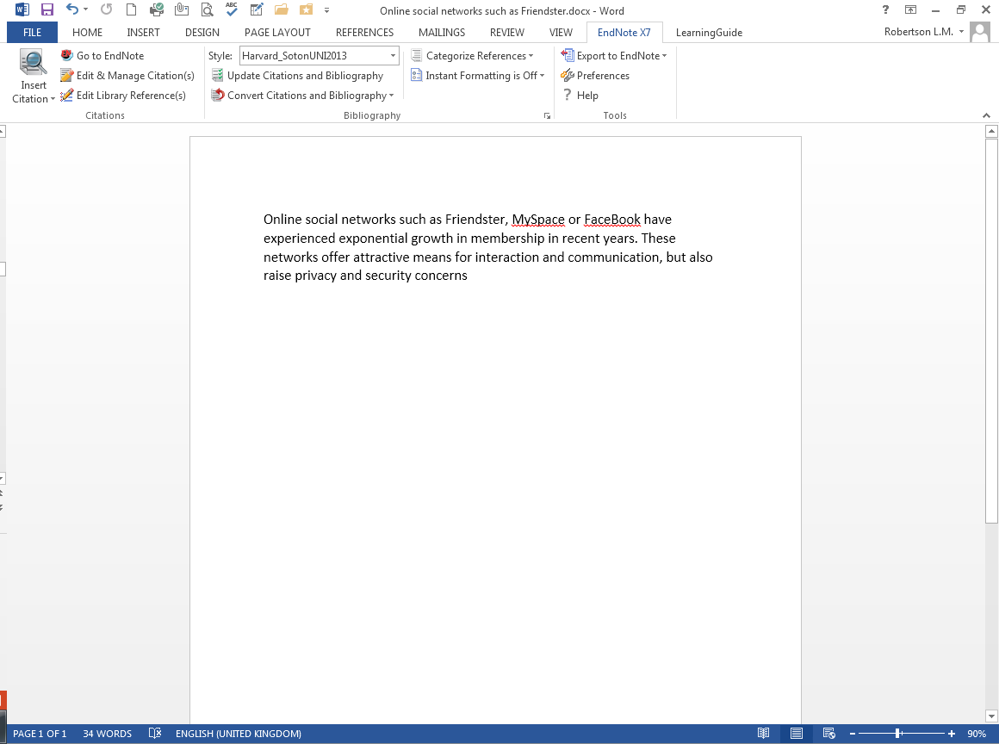 Online social networks such as Friendster.docx - Word
FILE HOME INSERT DESIGN PAGE LAYOUT REFERENCES MAILINGS REVIEW VIEW EndNote X7 LearningGuide Robertson L.M.
Insert Citation
Go to EndNote
Edit & Manage Citation(s)
Edit Library Reference(s)
Citations
Style: Harvard_SotonUNI2013
Update Citations and Bibliography
Convert Citations and Bibliography
Categorize References
Instant Formatting is Off
Bibliography
Export to EndNote
Preferences
Help
Tools
Online social networks such as Friendster, MySpace or FaceBook have
experienced exponential growth in membership in recent years. These
networks offer attractive means for interaction and communication, but also
raise privacy and security concerns
PAGE 1 OF 1 34 WORDS ENGLISH (UNITED KINGDOM) 90%